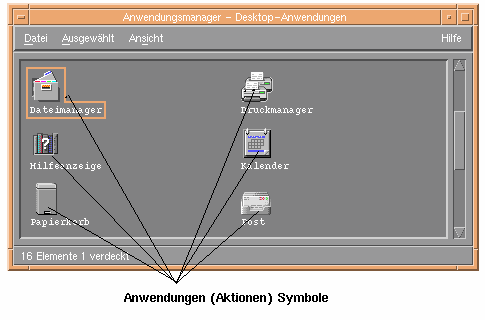 Anwendungsmanager - Desktop-Anwendungen
Datei Ausgewählt Ansicht Hilfe
Dateimanager Druckmanager
Hilfeanzeige Kalender
Papierkorb Post
16 Elemente 1 verdeckt
Anwendungen (Aktionen) Symbole